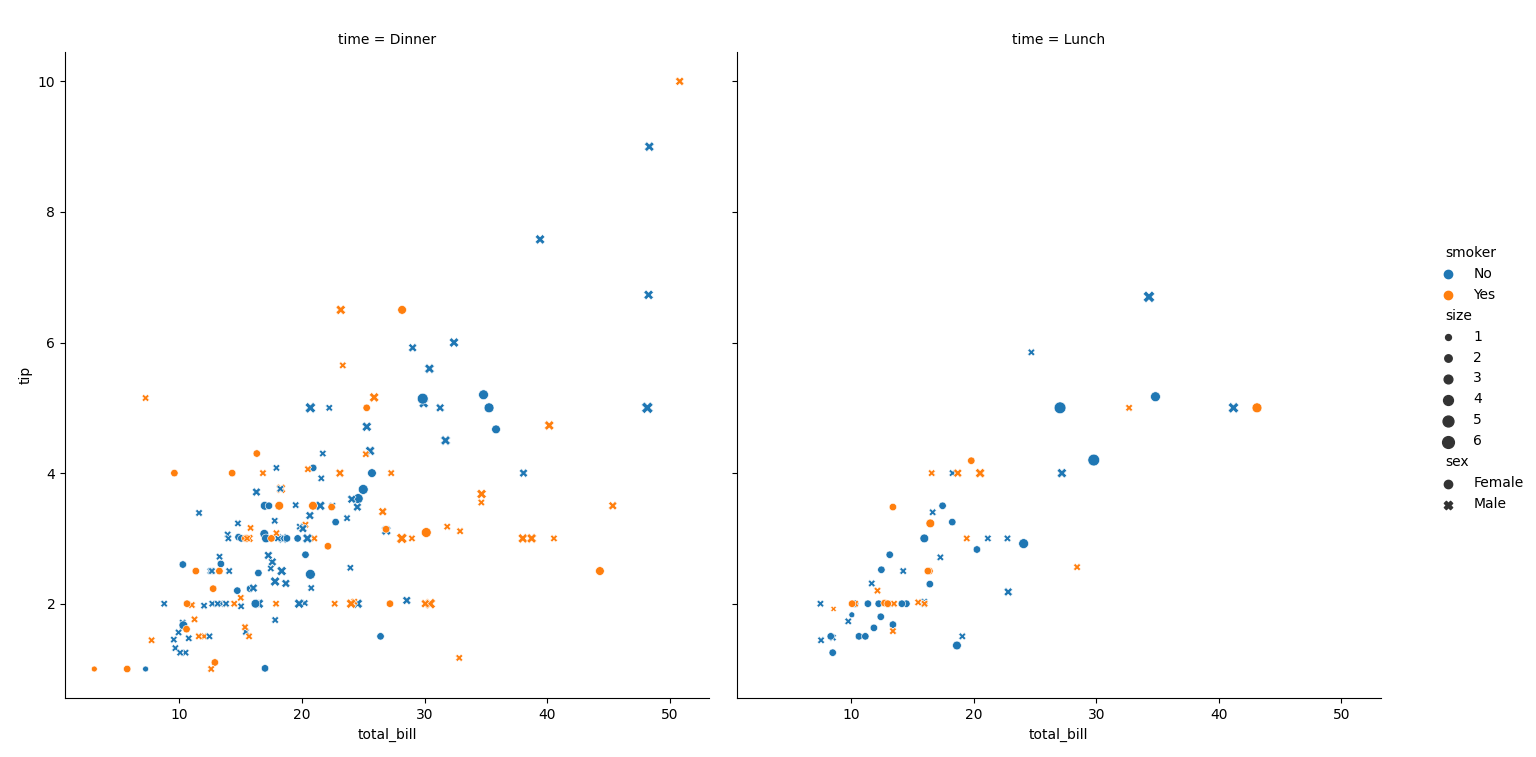 time = Dinner
time = Lunch
10
8
6
4
2
tip
10 20 30 40 50
10 20 30 40 50
total_bill
total_bill
smoker
No
Yes
size
1
2
3
4
5
6
sex
Female
Male